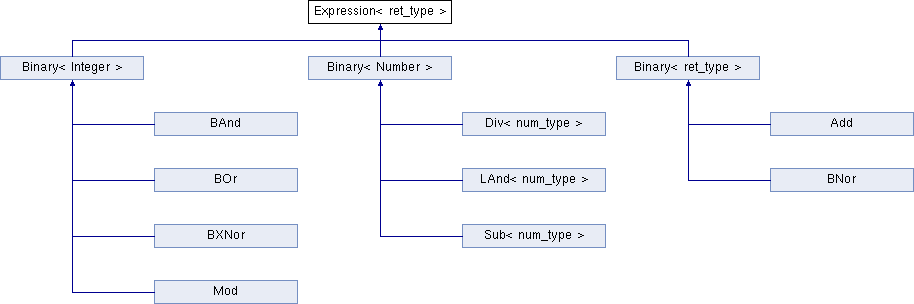 Expression< ret_type >
Binary< Integer >
Binary< Number >
Binary< ret_type >
BAnd
Div< num_type >
Add
BOr
LAnd< num_type >
BNor
BXNor
Sub< num_type >
Mod